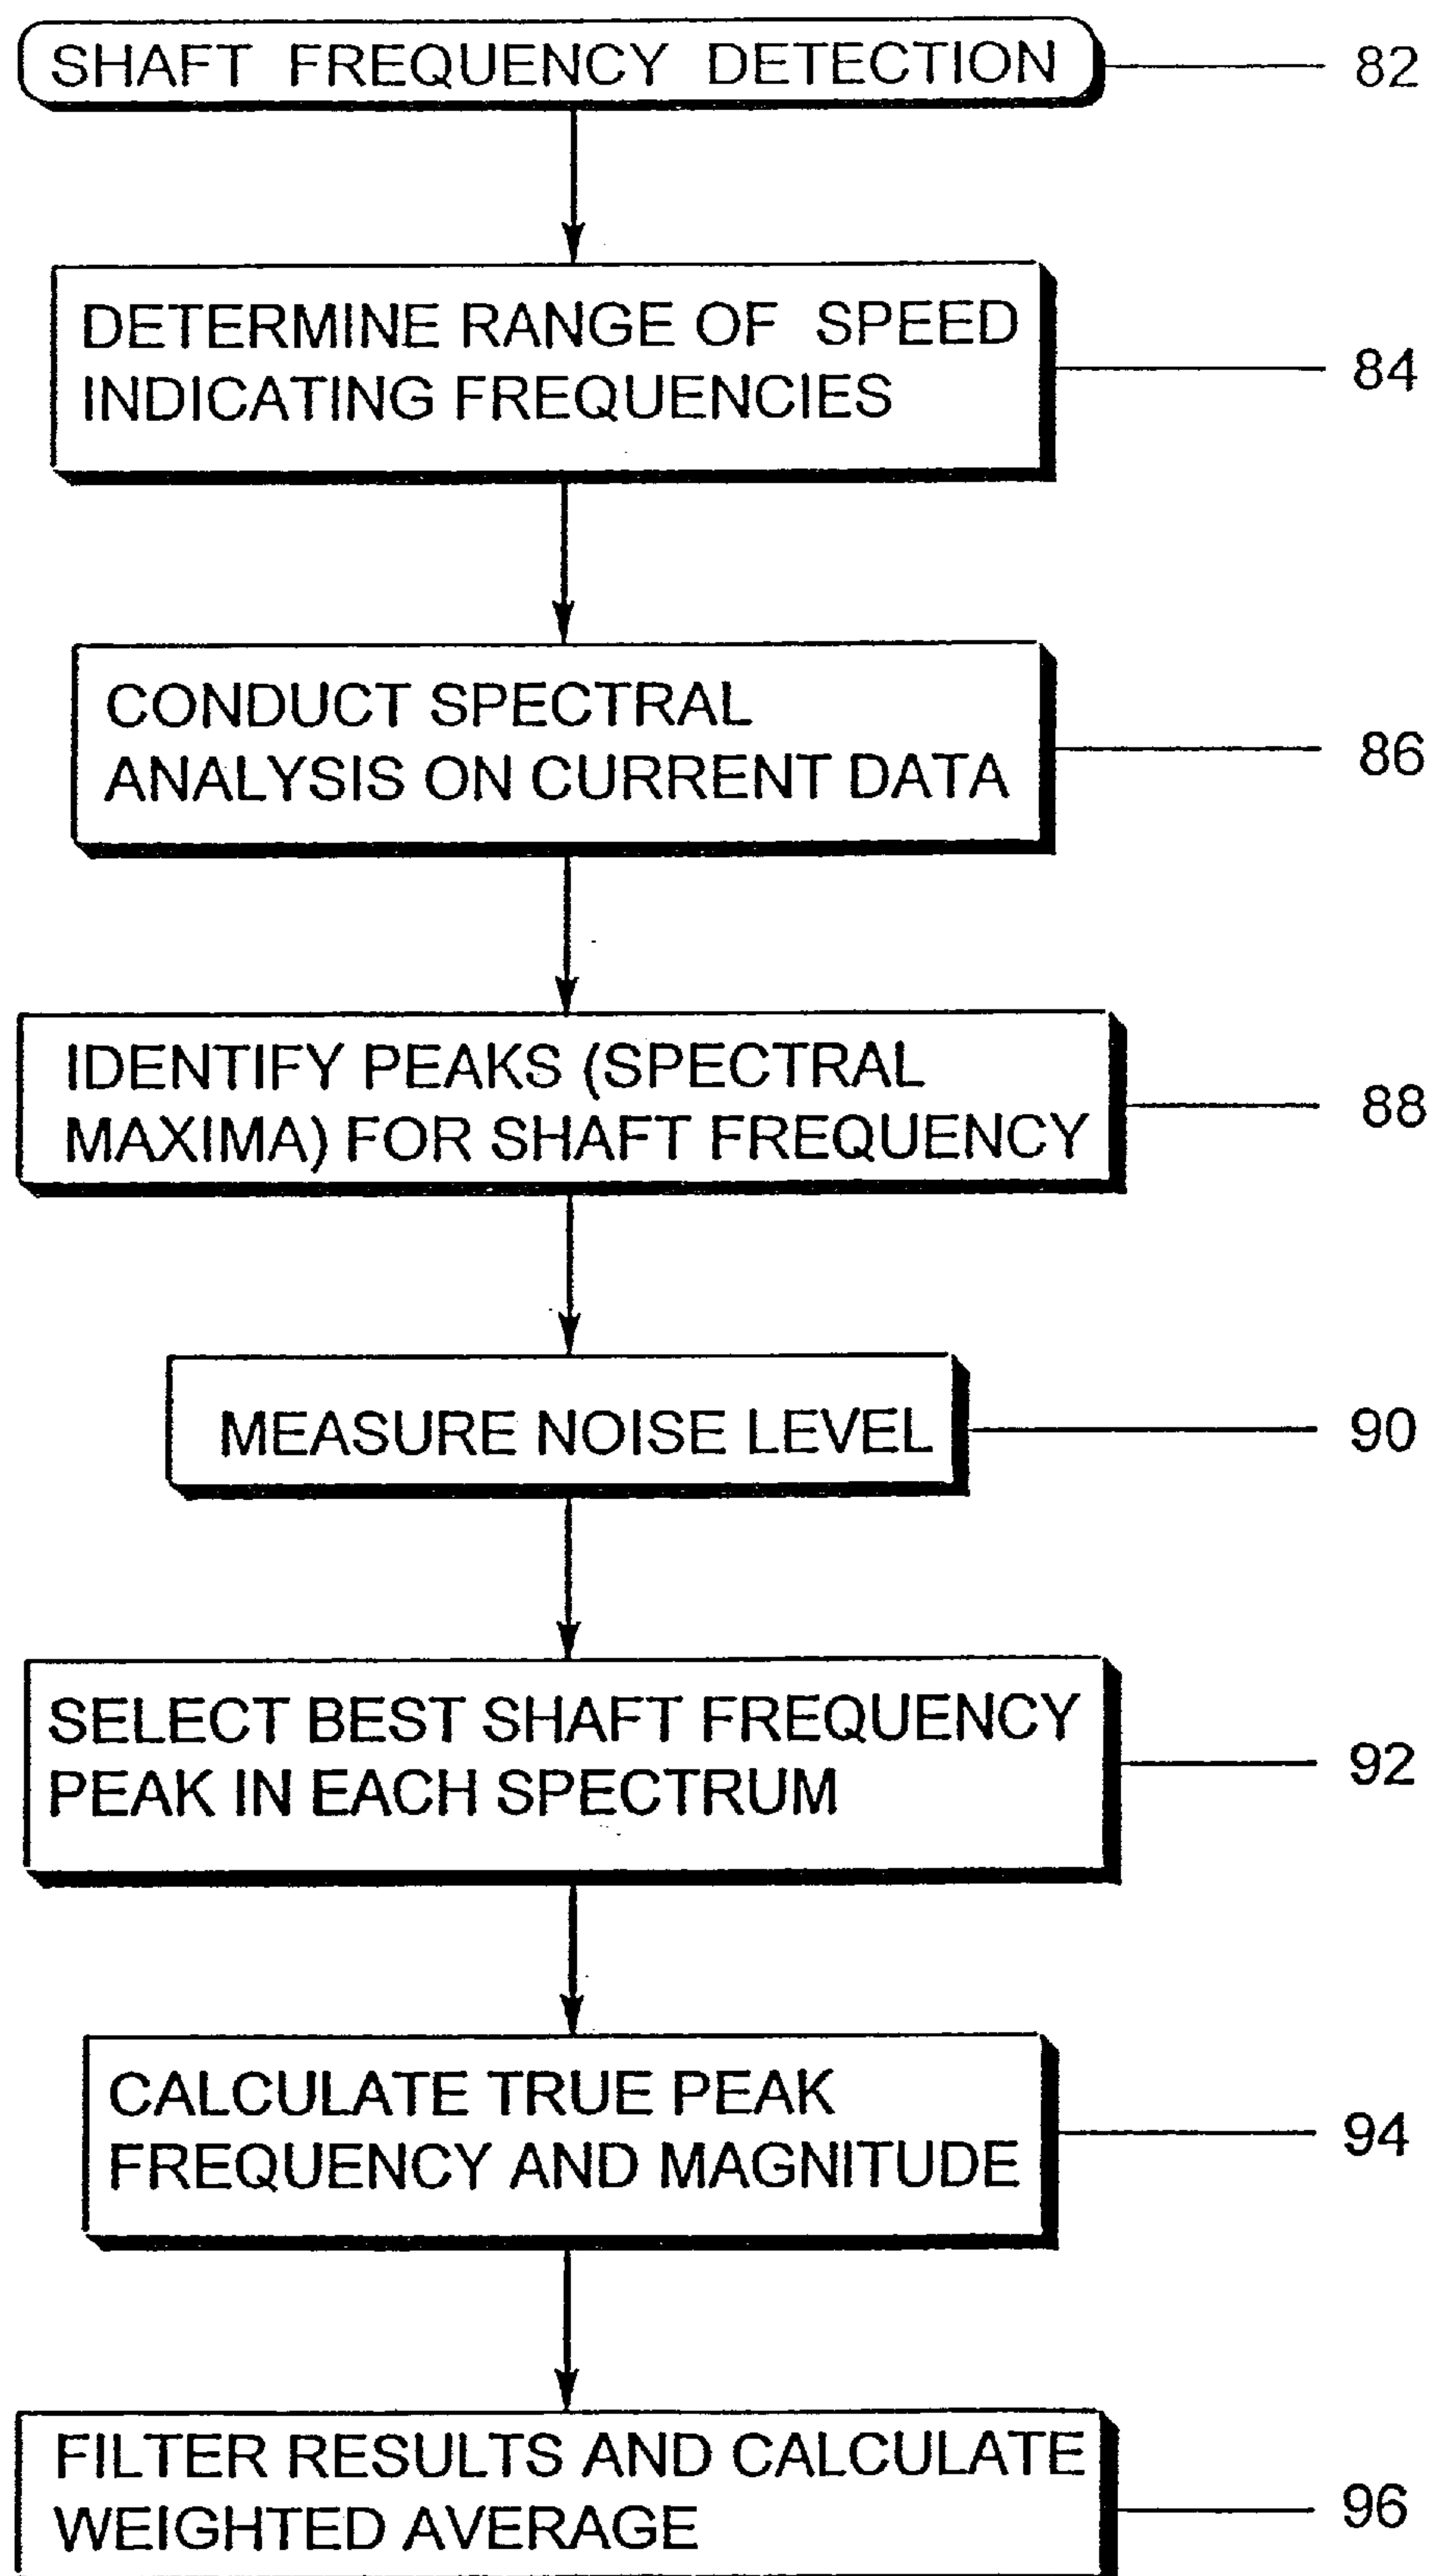 SHAFT FREQUENCY DETECTION
82
DETERMINE RANGE OF SPEED
INDICATING FREQUENCIES
84
CONDUCT SPECTRAL
ANALYSIS ON CURRENT DATA
86
IDENTIFY PEAKS (SPECTRAL
MAXIMA) FOR SHAFT FREQUENCY
88
MEASURE NOISE LEVEL
90
SELECT BEST SHAFT FREQUENCY
PEAK IN EACH SPECTRUM
92
CALCULATE TRUE PEAK
FREQUENCY AND MAGNITUDE
94
FILTER RESULTS AND CALCULATE
WEIGHTED AVERAGE
96